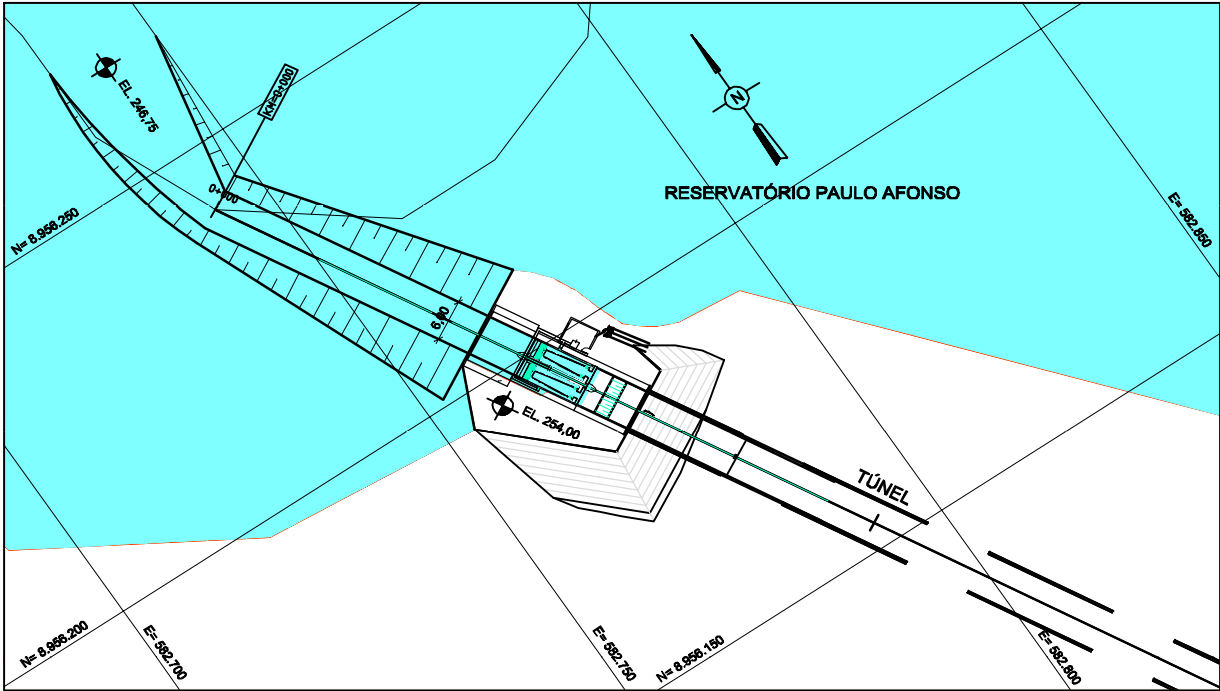 EL. 246,75
KM=0+000
N
RESERVATÓRIO PAULO AFONSO
0+000
N= 8.956.250
E= 582.850
6,00
EL. 254,00
TÚNEL
N= 8.956.200
E= 582.700
E= 582.750
N= 8.956.150
E= 582.800